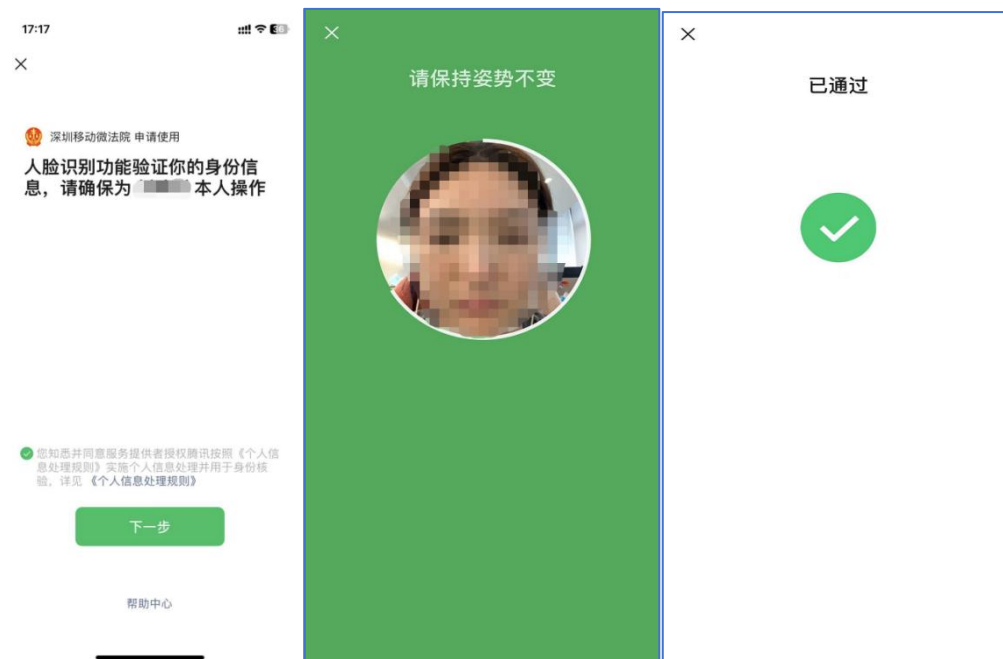 17:17
深圳移动微法院 申请使用
人脸识别功能验证你的身份信
息，请确保为 本人操作
您知悉并同意服务提供者授权腾讯按照《个人信
息处理规则》实施个人信息处理并用于身份核
验，详见 《个人信息处理规则》
下一步
帮助中心
请保持姿势不变
已通过